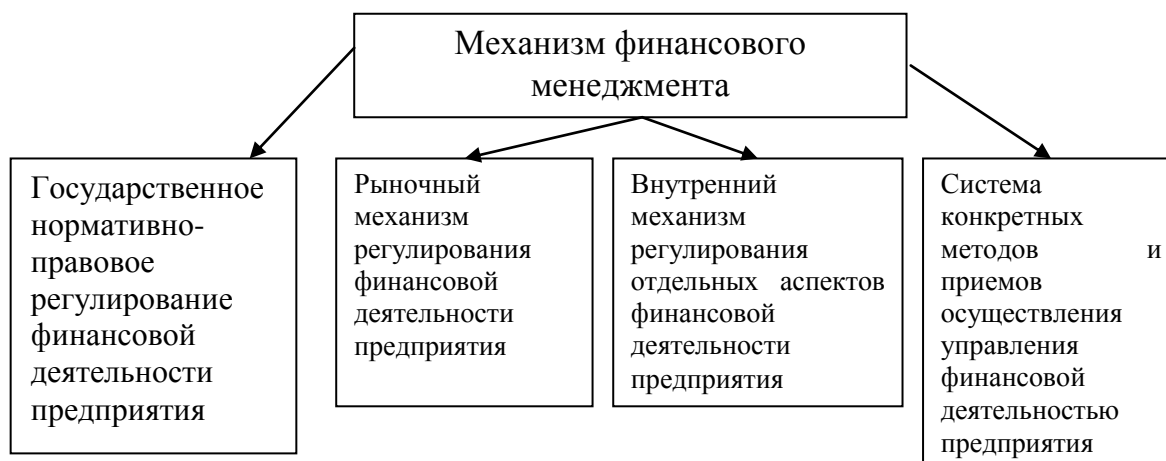 Механизм финансового
менеджмента
Государственное
нормативно-
правовое
регулирование
финансовой
деятельности
предприятия
Рыночный
механизм
регулирования
финансовой
деятельности
предприятия
Внутренний
механизм
регулирования
отдельных аспектов
финансовой
деятельности
предприятия
Система
конкретных
методов и
приемов
осуществления
управления
финансовой
деятельностью
предприятия